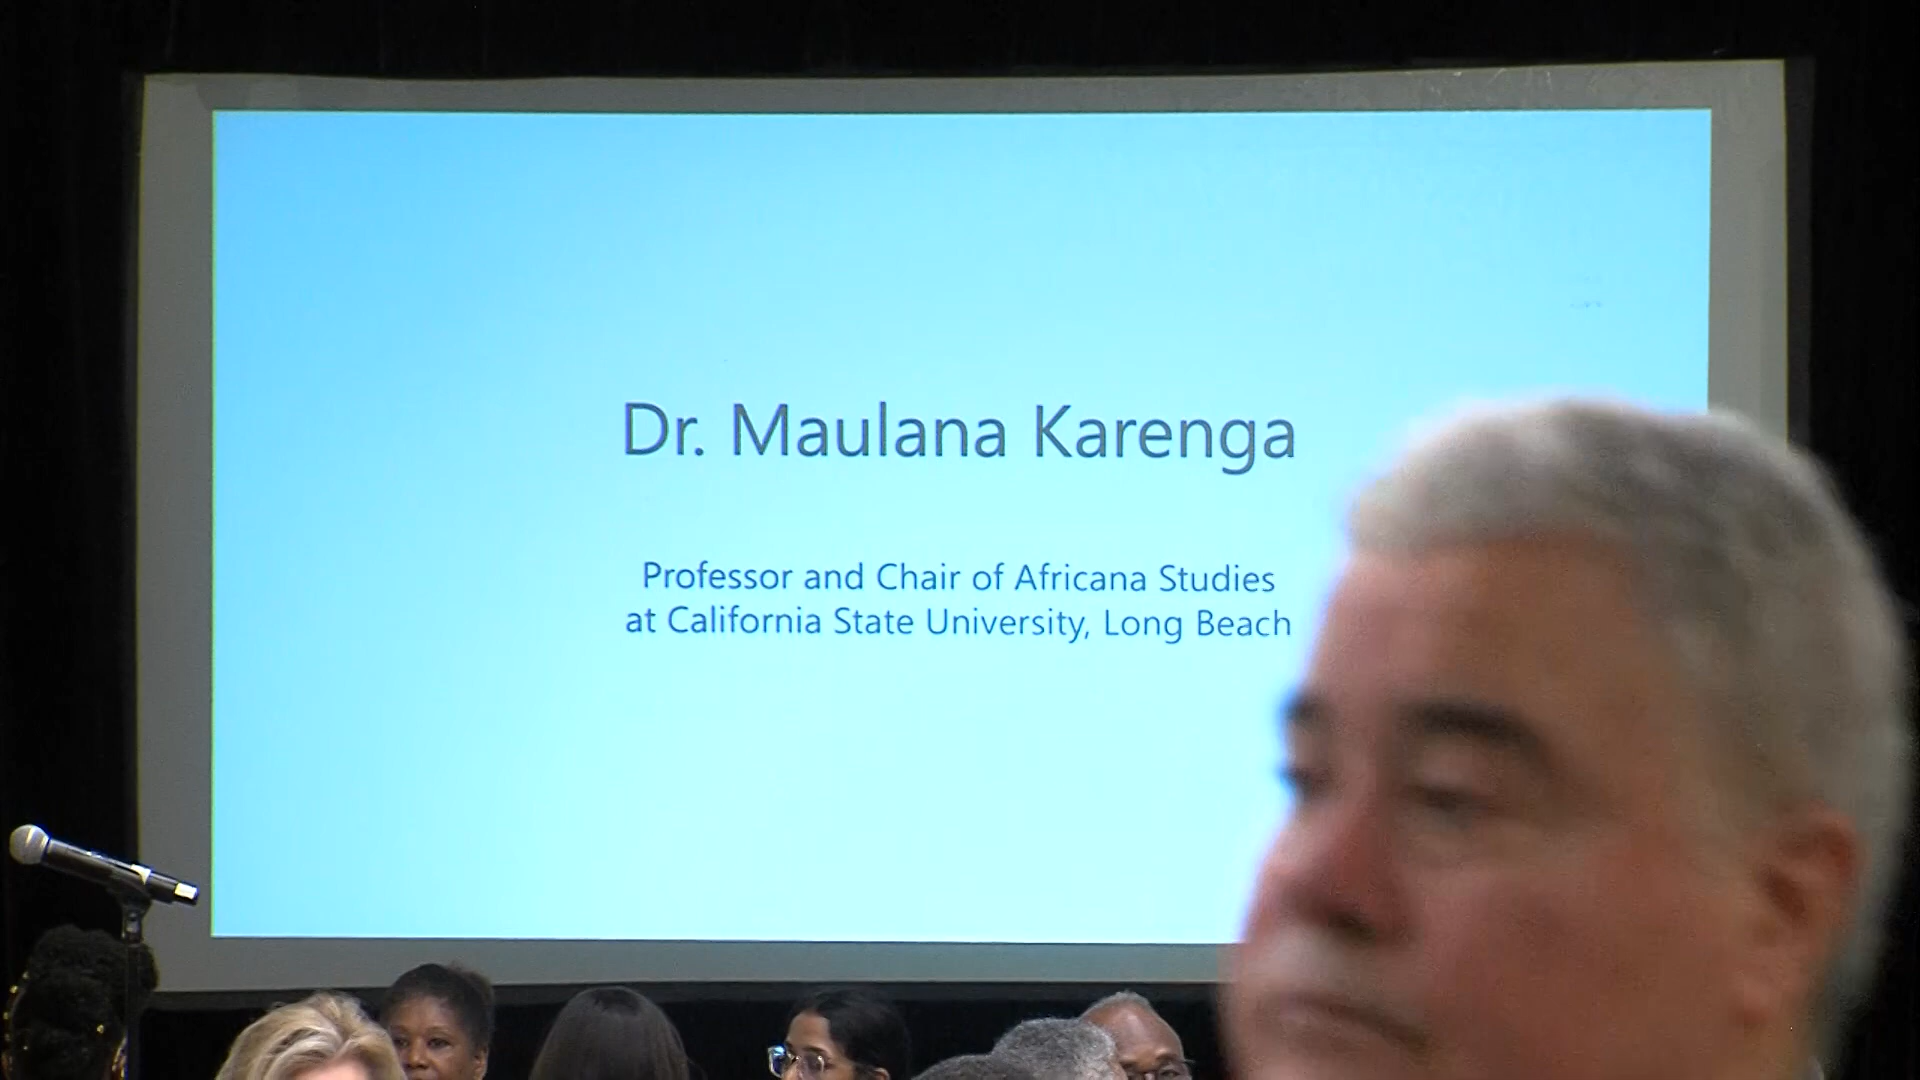 Dr. Maulana Karenga
Professor and Chair of Africana Studies
at California State University, Long Beach